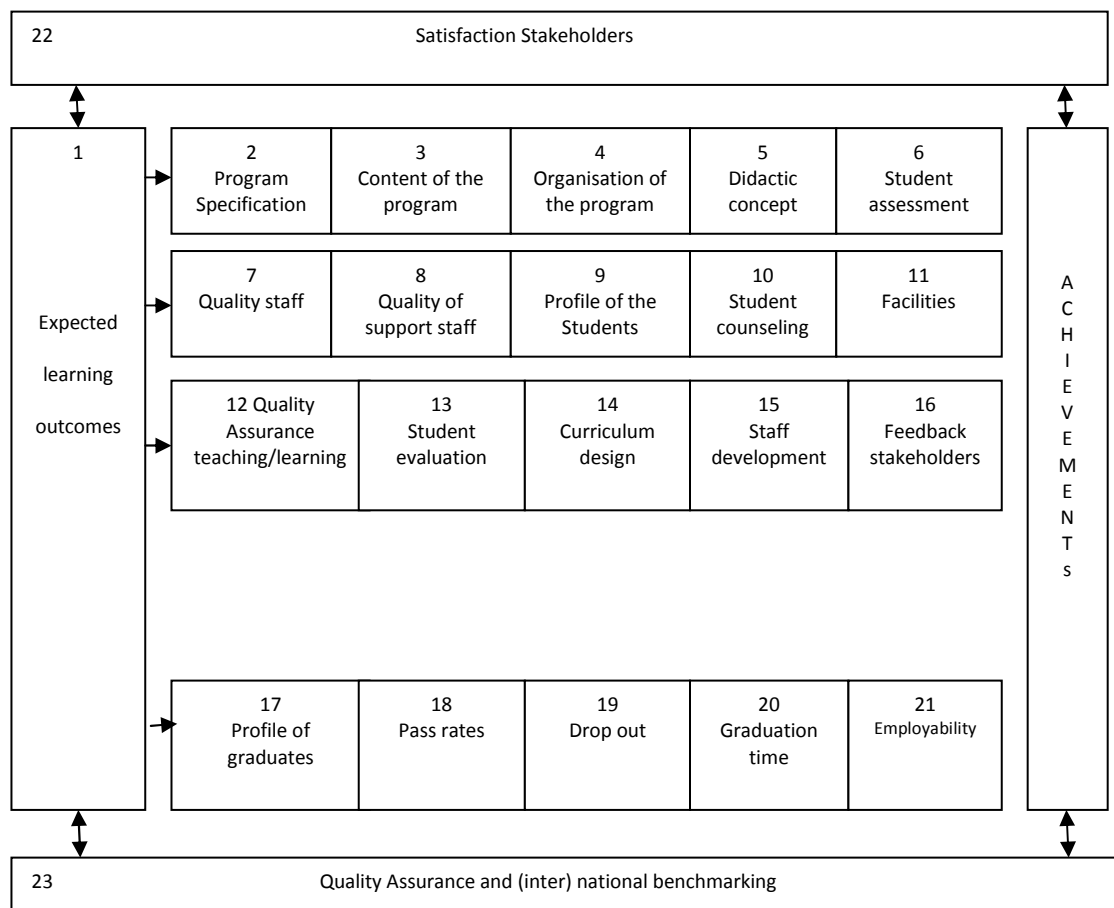 22 Satisfaction Stakeholders
1
Expected
learning
outcomes
2
Program
Specification
3
Content of the
program
4
Organisation of
the program
5
Didactic
concept
6
Student
assessment
7
Quality staff
8
Quality of
support staff
9
Profile of the
Students
10
Student
counseling
11
Facilities
12 Quality
Assurance
teaching/learning
13
Student
evaluation
14
Curriculum
design
15
Staff
development
16
Feedback
stakeholders
17
Profile of
graduates
18
Pass rates
19
Drop out
20
Graduation
time
21
Employability
A
C
H
I
E
V
E
M
E
N
T
s
23 Quality Assurance and (inter) national benchmarking